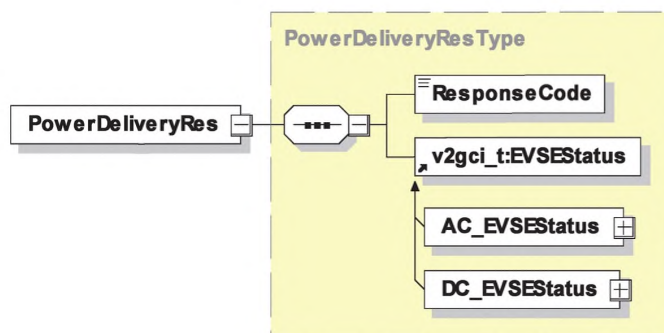 PowerDeliveryResType
ResponseCode
PowerDeliveryRes
v2gci_t:EVSEStatus
AC_EVSEStatus
DC_EVSEStatus